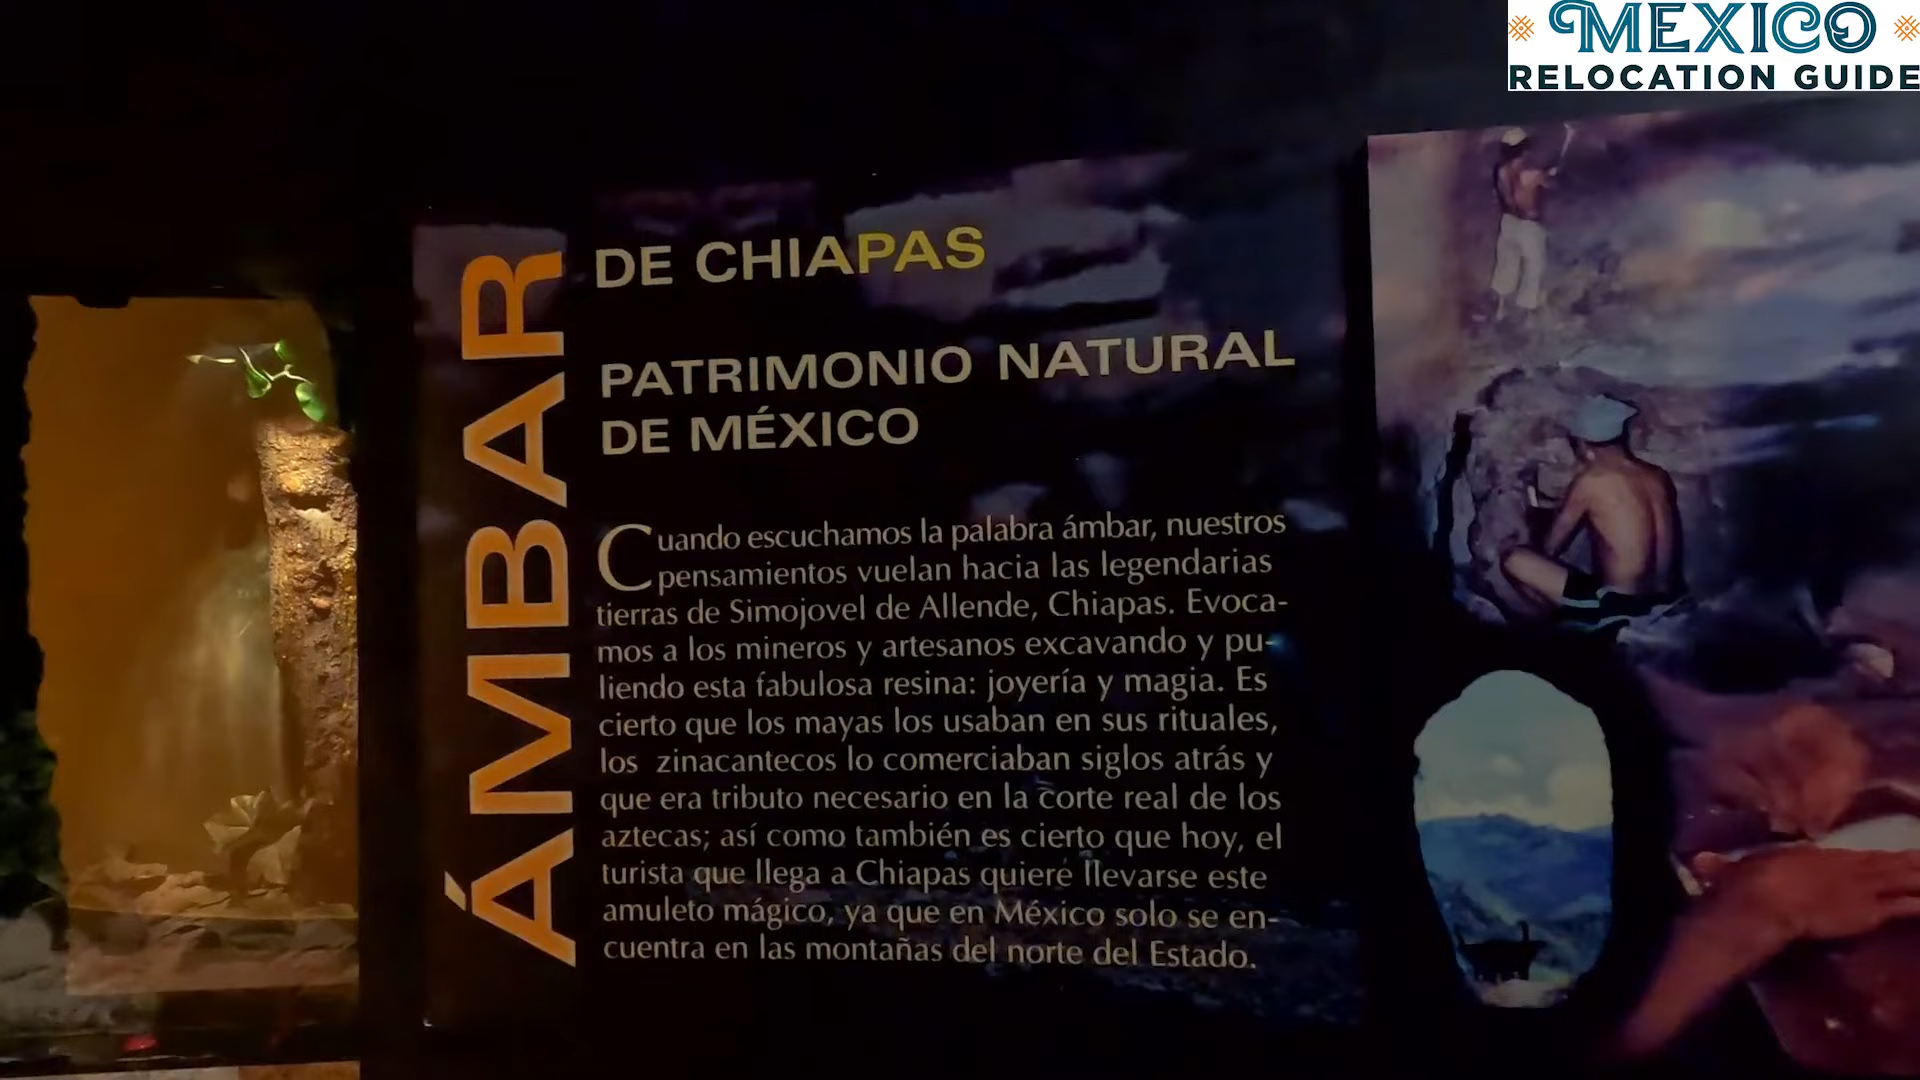 MEXICO
RELOCATION GUIDE
ÁMBAR
DE CHIAPAS
PATRIMONIO NATURAL
DE MÉXICO
Cuando escuchamos la palabra ámbar, nuestros
pensamientos vuelan hacia las legendarias
tierras de Simojovel de Allende, Chiapas. Evoca-
mos a los mineros y artesanos excavando y pu-
liendo esta fabulosa resina: joyería y magia. Es
cierto que los mayas los usaban en sus rituales,
los zinacantecos lo comerciaban siglos atrás y
que era tributo necesario en la corte real de los
aztecas; así como también es cierto que hoy, el
turista que llega a Chiapas quiere llevarse este
amuleto mágico, ya que en México solo se en-
cuentra en las montañas del norte del Estado.